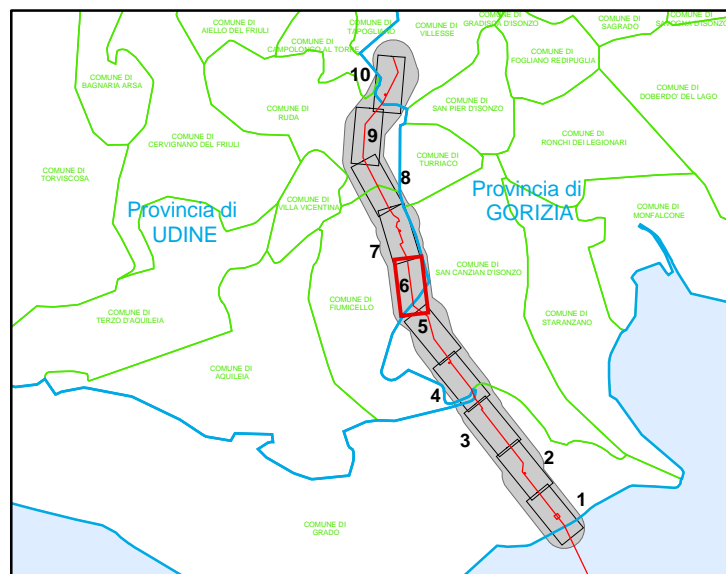 COMUNE DI
AIELLO DEL FRIULI
COMUNE DI
CAMPOLONGO AL TORRE
COMUNE DI
TAPOGLIANO
COMUNE DI
VILLESSE
COMUNE DI
GRADISCA D'ISONZO
COMUNE DI
SAGRADO
COMUNE DI
SAVOGNA D'ISONZO
COMUNE DI
BAGNARIA ARSA
COMUNE DI
FOGLIANO REDIPUGLIA
COMUNE DI
DOBERDO' DEL LAGO
COMUNE DI
RUDA
COMUNE DI
SAN PIER D'ISONZO
COMUNE DI
CERVIGNANO DEL FRIULI
COMUNE DI
RONCHI DEI LEGIONARI
COMUNE DI
TORVISCOSA
COMUNE DI
TURRIACO
COMUNE DI
VILLA VICENTINA
Provincia di
UDINE
Provincia di
GORIZIA
COMUNE DI
MONFALCONE
COMUNE DI
SAN CANZIAN D'ISONZO
COMUNE DI
FIUMICELLO
COMUNE DI
TERZO D'AQUILEIA
COMUNE DI
STARANZANO
COMUNE DI
AQUILEIA
COMUNE DI
GRADO
10
9
8
7
6
5
4
3
2
1